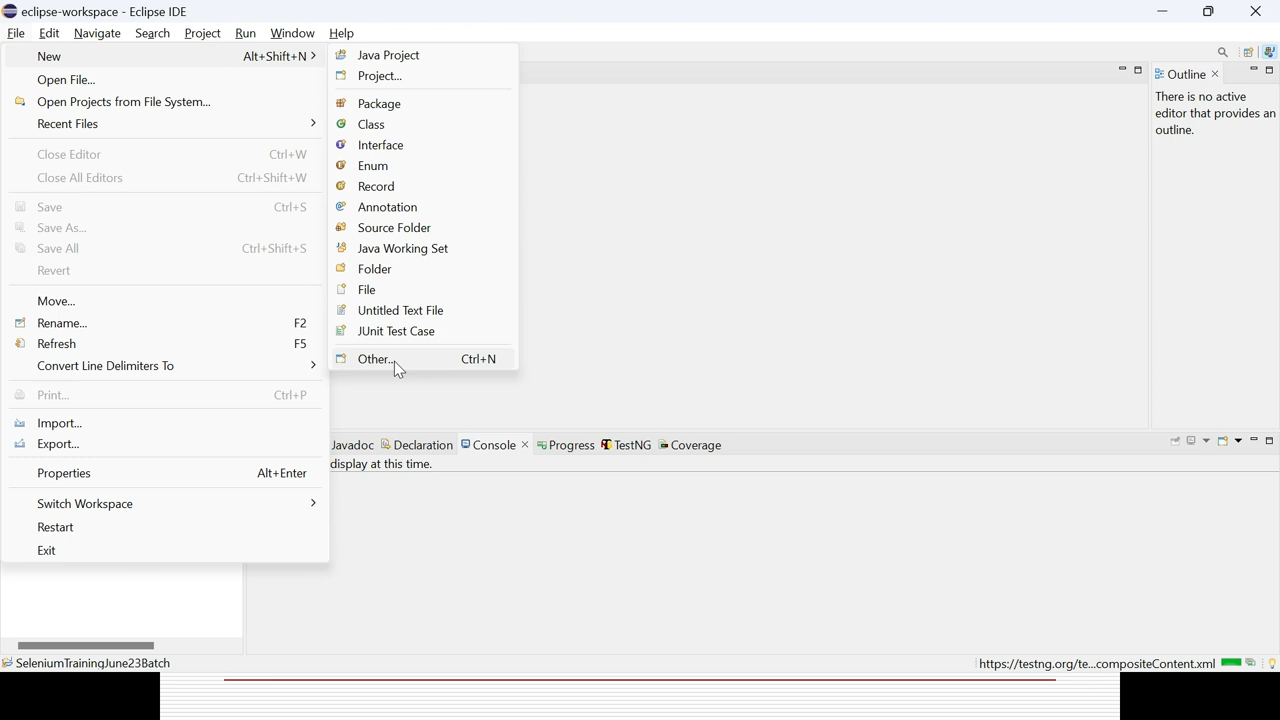 eclipse-workspace - Eclipse IDE
File Edit Navigate Search Project Run Window Help
New Alt+Shift+N
Open File...
Open Projects from File System...
Recent Files
Close Editor Ctrl+W
Close All Editors Ctrl+Shift+W
Save Ctrl+S
Save As...
Save All Ctrl+Shift+S
Revert
Move...
Rename... F2
Refresh F5
Convert Line Delimiters To
Print... Ctrl+P
Import...
Export...
Properties Alt+Enter
Switch Workspace
Restart
Exit
Java Project
Project...
Package
Class
Interface
Enum
Record
Annotation
Source Folder
Java Working Set
Folder
File
Untitled Text File
JUnit Test Case
Other... Ctrl+N
Outline
There is no active
editor that provides an
outline.
Javadoc Declaration Console Progress TestNG Coverage
display at this time.
SeleniumTrainingJune23Batch
https://testng.org/te...compositeContent.xml